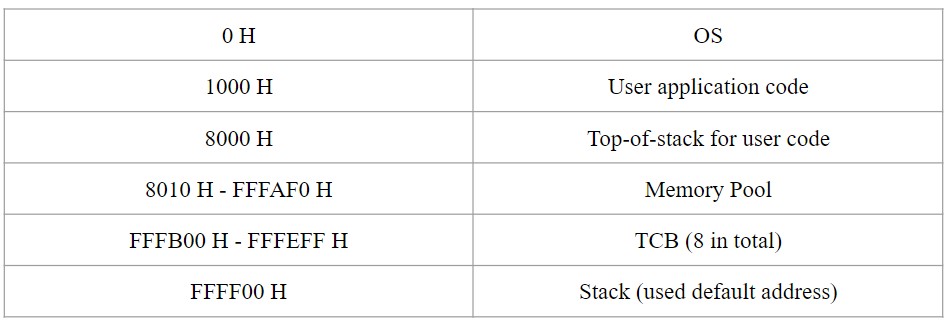 0 H OS
1000 H User application code
8000 H Top-of-stack for user code
8010 H - FFFAF0 H Memory Pool
FFFB00 H - FFFEFF H TCB (8 in total)
FFFF00 H Stack (used default address)